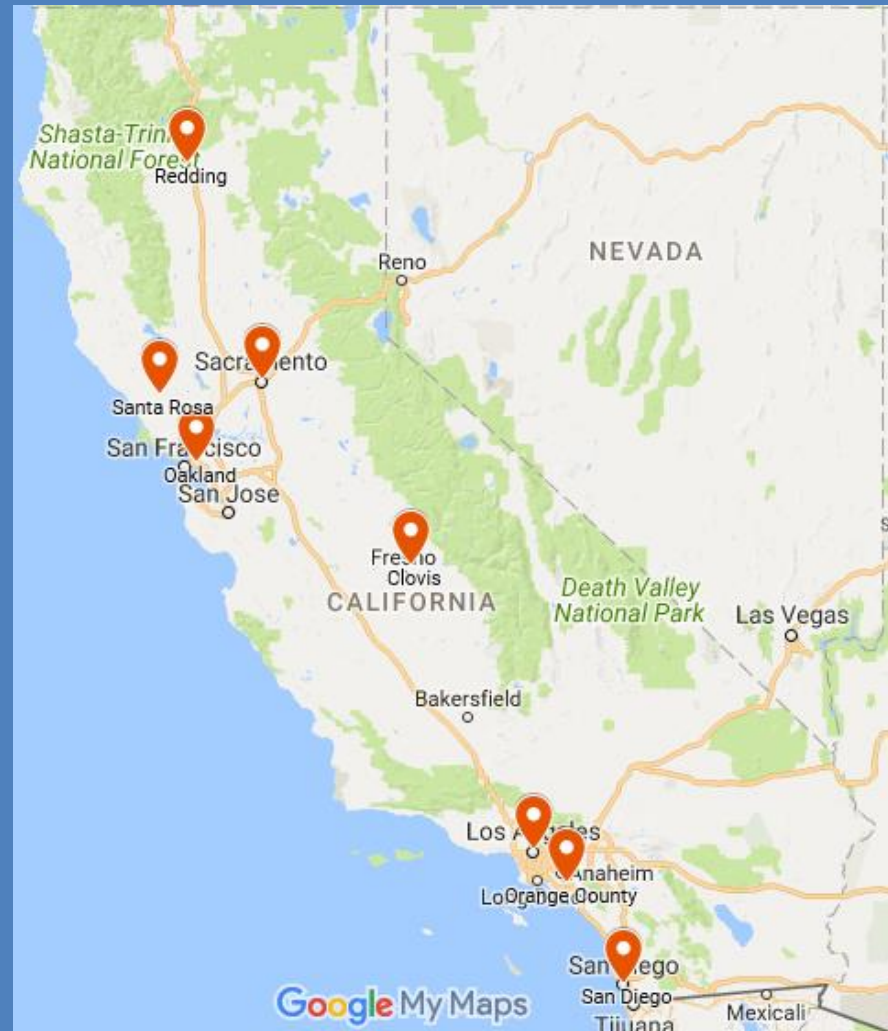 Shasta-Trin
National Forest
Redding
Reno
NEVADA
Sacramento
Santa Rosa
San Francisco
Oakland
San Jose
Fresno
Clovis
CALIFORNIA
Death Valley
National Park
Las Vegas
Bakersfield
Los Angeles
Anaheim
Orange County
San Diego
San Diego
Tijuana
Mexicali
Google My Maps